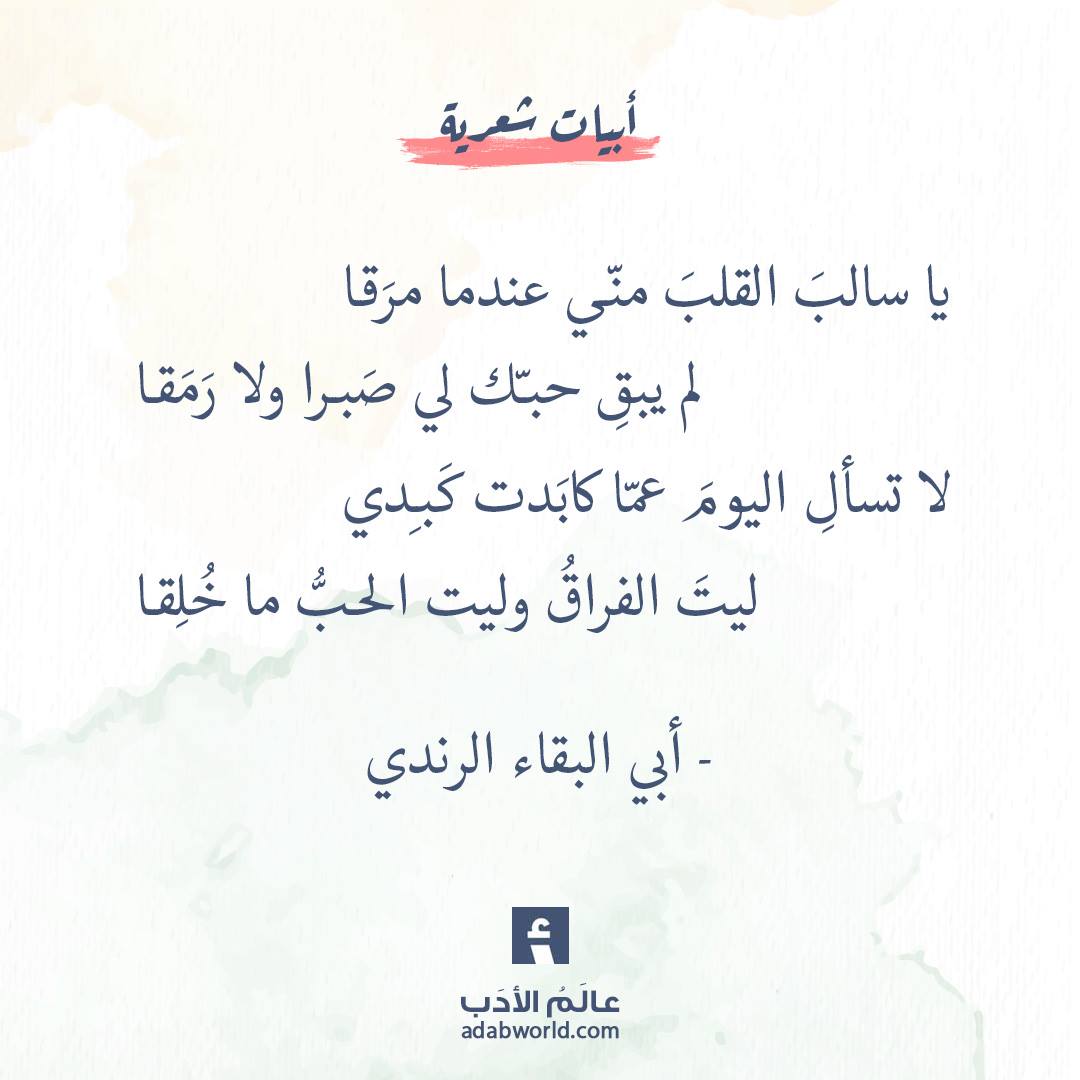 أبيات شعرية
يا سالبَ القلبَ منّي عندما مرَقا
لم يبقِ حبّك لي صَبرا ولا رَمَقا
لا تسألِ اليومَ عمّا كابَدت كَبِدي
ليتَ الفراقُ وليت الحبُّ ما خُلِقا
- أبي البقاء الرندي
أ
عالَمُ الأدَب
adabworld.com